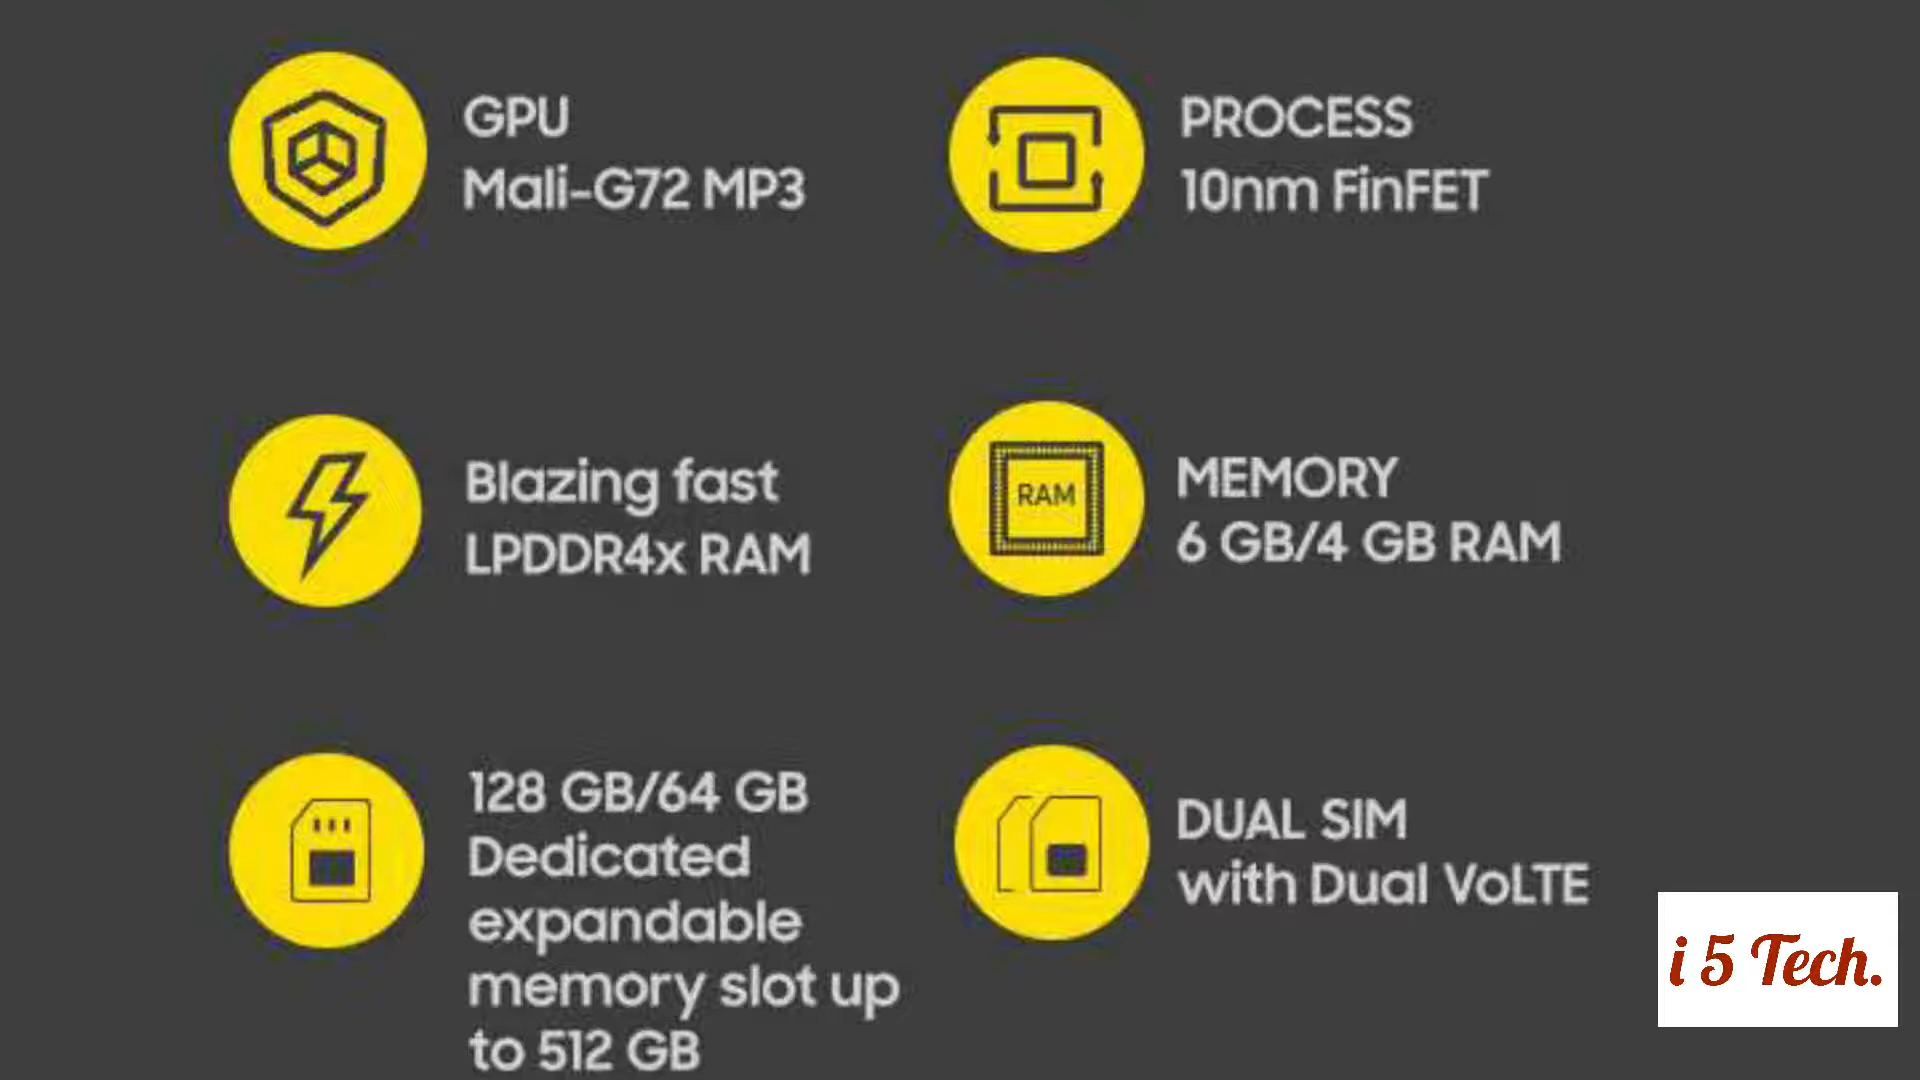 GPU
Mali-G72 MP3
PROCESS
10nm FinFET
Blazing fast
LPDDR4x RAM
RAM
MEMORY
6 GB/4 GB RAM
128 GB/64 GB
Dedicated
expandable
memory slot up
to 512 GB
DUAL SIM
with Dual VoLTE
i 5 Tech.